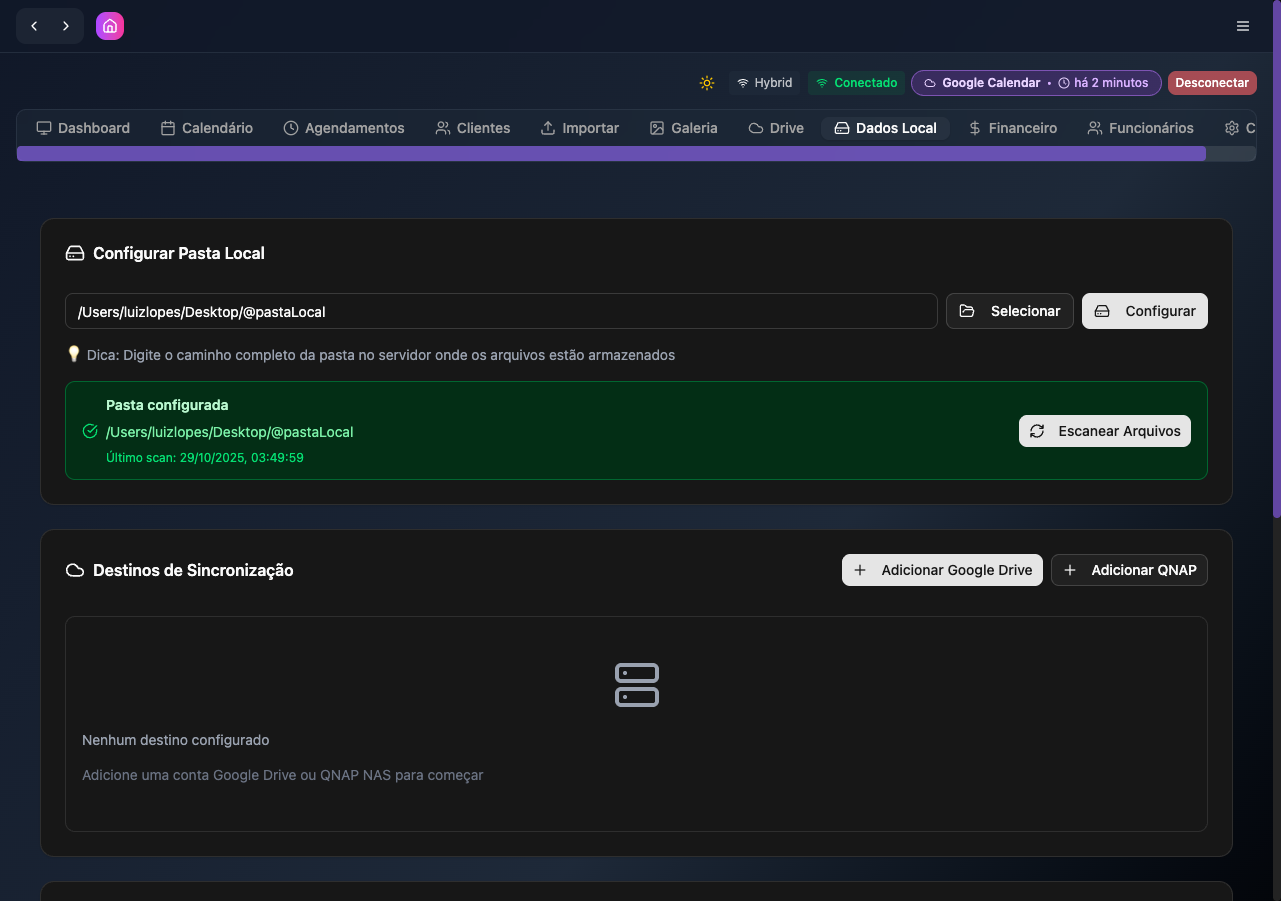 Hybrid
Conectado
Google Calendar • há 2 minutos
Desconectar
Dashboard
Calendário
Agendamentos
Clientes
Importar
Galeria
Drive
Dados Local
Financeiro
Funcionários
C
Configurar Pasta Local
/Users/luizlopes/Desktop/@pastaLocal
Selecionar
Configurar
Dica: Digite o caminho completo da pasta no servidor onde os arquivos estão armazenados
Pasta configurada
/Users/luizlopes/Desktop/@pastaLocal
Último scan: 29/10/2025, 03:49:59
Escanear Arquivos
Destinos de Sincronização
Adicionar Google Drive
Adicionar QNAP
Nenhum destino configurado
Adicione uma conta Google Drive ou QNAP NAS para começar